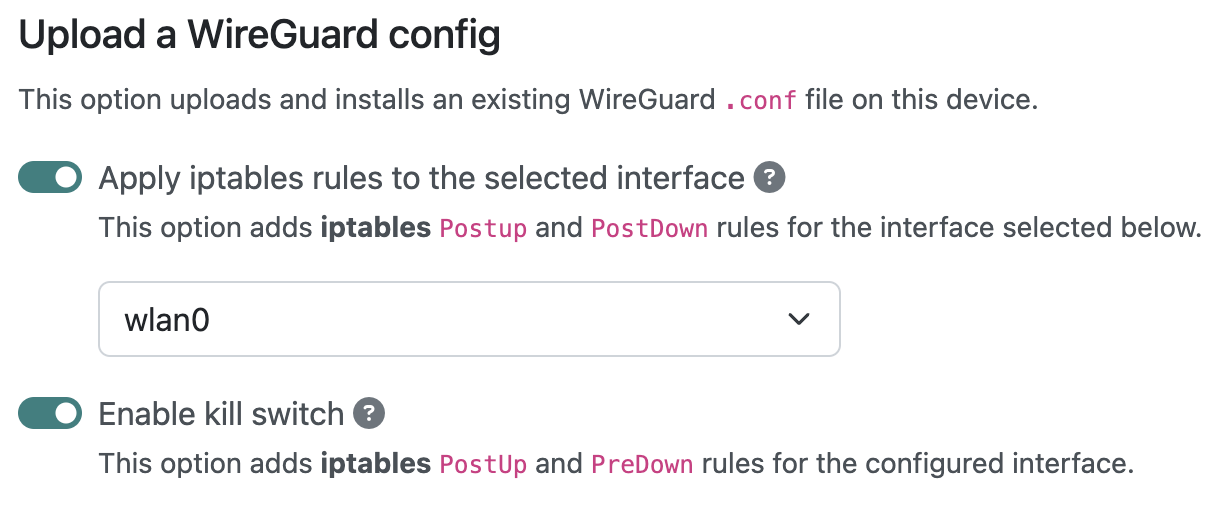 Upload a WireGuard config
This option uploads and installs an existing WireGuard .conf file on this device.
Apply iptables rules to the selected interface ?
This option adds iptables Postup and PostDown rules for the interface selected below.
wlan0
Enable kill switch ?
This option adds iptables PostUp and PreDown rules for the configured interface.